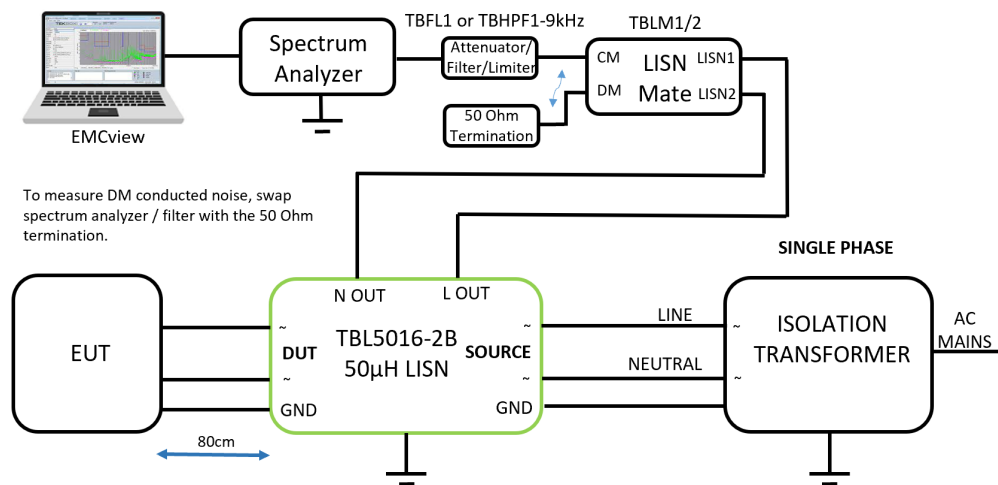 TBFL1 or TBHPF1-9kHz
TBLM1/2
Spectrum
Analyzer
Attenuator/
Filter/Limiter
CM
DM
LISN
Mate
LISN1
LISN2
50 Ohm
Termination
EMCview
To measure DM conducted noise, swap
spectrum analyzer / filter with the 50 Ohm
termination.
SINGLE PHASE
N OUT
L OUT
EUT
~
DUT
~
GND
TBL5016-2B
50µH LISN
~
SOURCE
~
GND
LINE
NEUTRAL
~
~
ISOLATION
TRANSFORMER
AC
MAINS
80cm